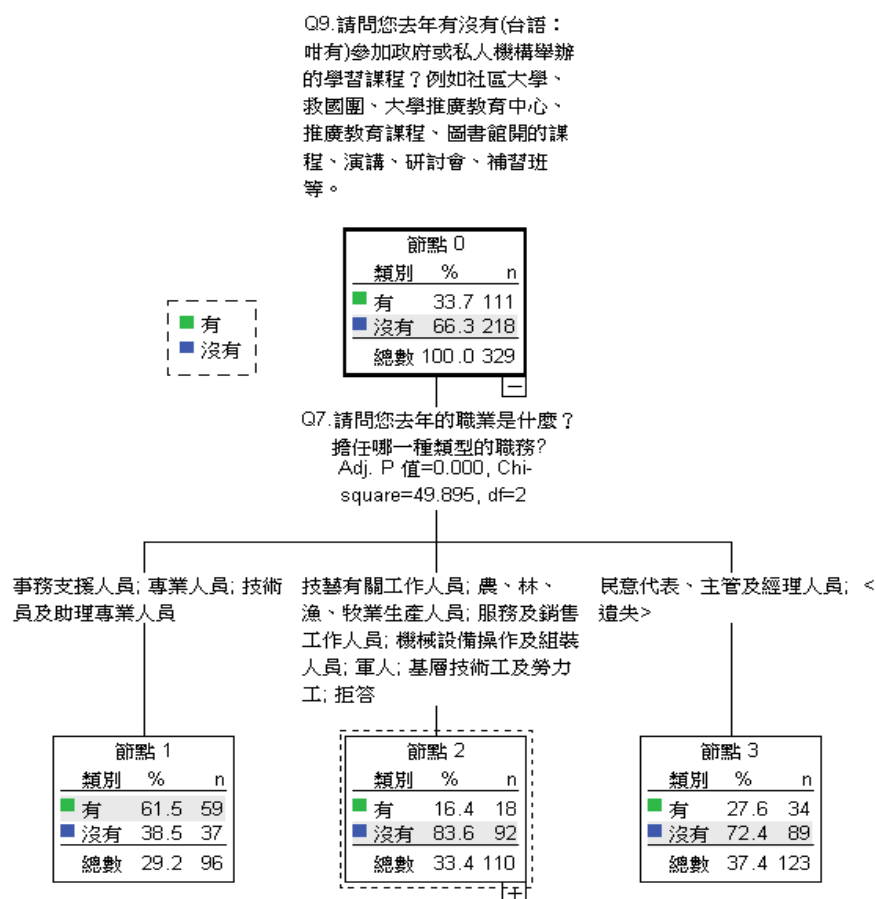 Q9.請問您去年有沒有(台語：
咁有)參加政府或私人機構舉辦
的學習課程？例如社區大學、
救國團、大學推廣教育中心、
推廣教育課程、圖書館開的課
程、演講、研討會、補習班
等。
節點 0
類別 % n
有 33.7 111
沒有 66.3 218
總數 100.0 329
有
沒有
Q7.請問您去年的職業是什麼？
擔任哪一種類型的職務?
Adj. P 值=0.000, Chi-
square=49.895, df=2
事務支援人員; 專業人員; 技術
員及助理專業人員
技藝有關工作人員; 農、林、
漁、牧業生產人員; 服務及銷售
工作人員; 機械設備操作及組裝
人員; 軍人; 基層技術工及勞力
工; 拒答
民意代表、主管及經理人員; <
遺失>
節點 1
類別 % n
有 61.5 59
沒有 38.5 37
總數 29.2 96
節點 2
類別 % n
有 16.4 18
沒有 83.6 92
總數 33.4 110
節點 3
類別 % n
有 27.6 34
沒有 72.4 89
總數 37.4 123